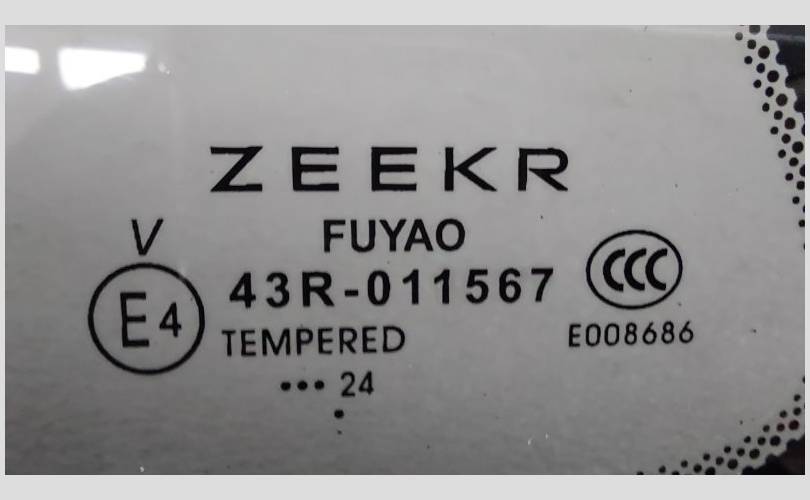 ZEEKR
FUYAO
V
E4
43R-011567
CCC
TEMPERED
E008686
••• 24
•